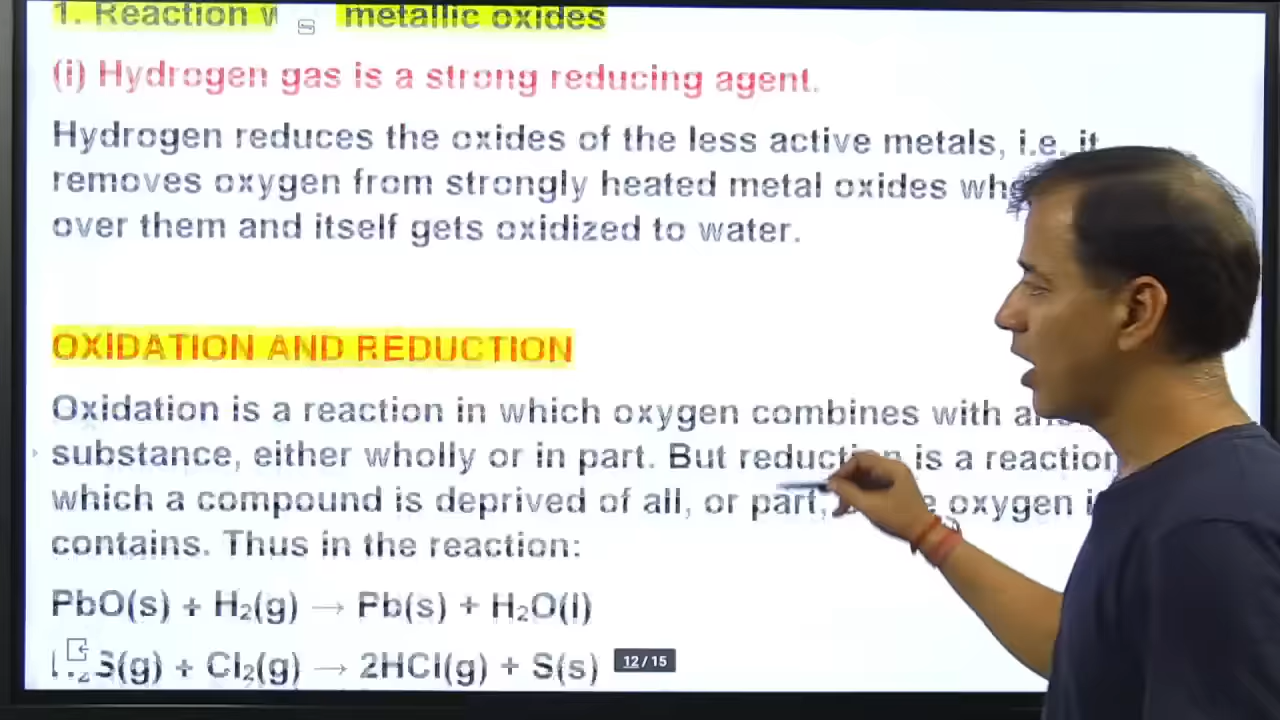 1. Reaction metallic oxides
(i) Hydrogen gas is a strong reducing agent.
Hydrogen reduces the oxides of the less active metals, i.e. it
removes oxygen from strongly heated metal oxides
over them and itself gets oxidized to water.
OXIDATION AND REDUCTION
Oxidation is a reaction in which oxygen combines with
substance, either wholly or in part. But reduction is a reaction
which a compound is deprived of all, or part, oxygen
contains. Thus in the reaction:
PbO(s) + H₂(g) → Pb(s) + H₂O(l)
S(g) + Cl₂(g) → 2HCl(g) + S(s)
12 / 15